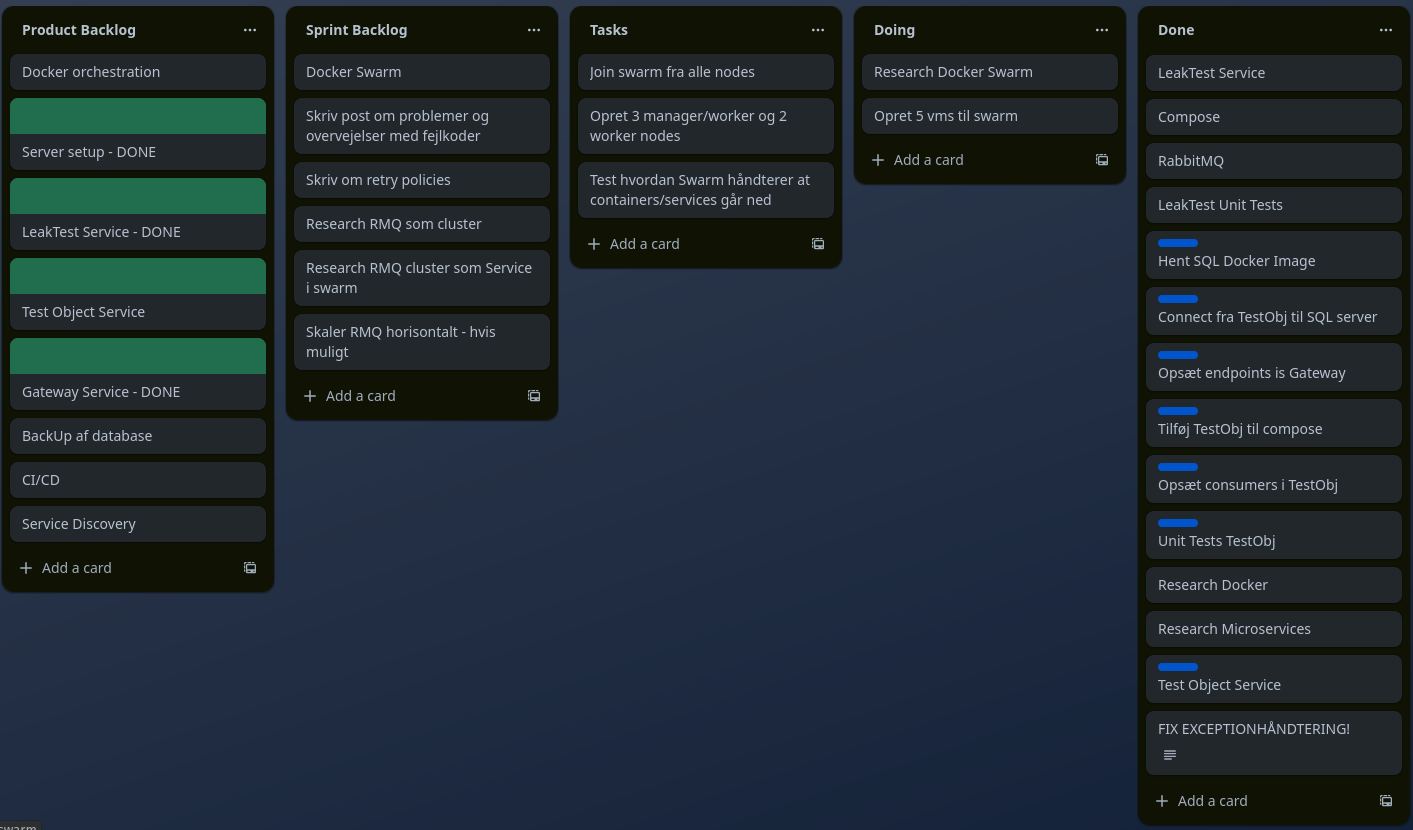 Product Backlog
Docker orchestration
Server setup - DONE
LeakTest Service - DONE
Test Object Service
Gateway Service - DONE
BackUp af database
CI/CD
Service Discovery
Add a card
Sprint Backlog
Docker Swarm
Skriv post om problemer og
overvejelser med fejlkoder
Skriv om retry policies
Research RMQ som cluster
Research RMQ cluster som Service
i swarm
Skaler RMQ horisontalt - hvis
muligt
Add a card
Tasks
Join swarm fra alle nodes
Opret 3 manager/worker og 2
worker nodes
Test hvordan Swarm håndterer at
containers/services går ned
Add a card
Doing
Research Docker Swarm
Opret 5 vms til swarm
Add a card
Done
LeakTest Service
Compose
RabbitMQ
LeakTest Unit Tests
Hent SQL Docker Image
Connect fra TestObj til SQL server
Opsæt endpoints is Gateway
Tilføj TestObj til compose
Opsæt consumers i TestObj
Unit Tests TestObj
Research Docker
Research Microservices
Test Object Service
FIX EXCEPTIONHÅNDTERING!
Add a card